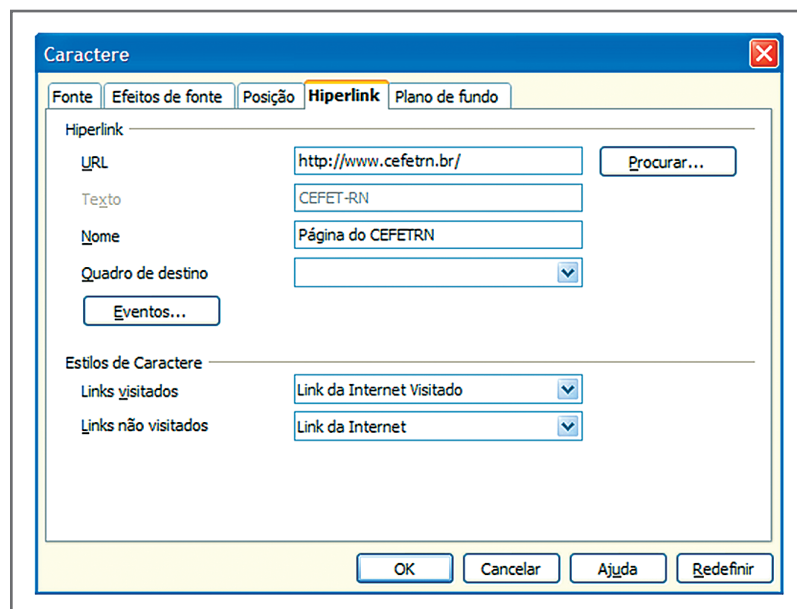 Caractere
Fonte Efeitos de fonte Posição Hiperlink Plano de fundo
Hiperlink
URL http://www.cefetrn.br/ Procurar...
Texto CEFET-RN
Nome Página do CEFETRN
Quadro de destino
Eventos...
Estilos de Caractere
Links visitados Link da Internet Visitado
Links não visitados Link da Internet
OK Cancelar Ajuda Redefinir